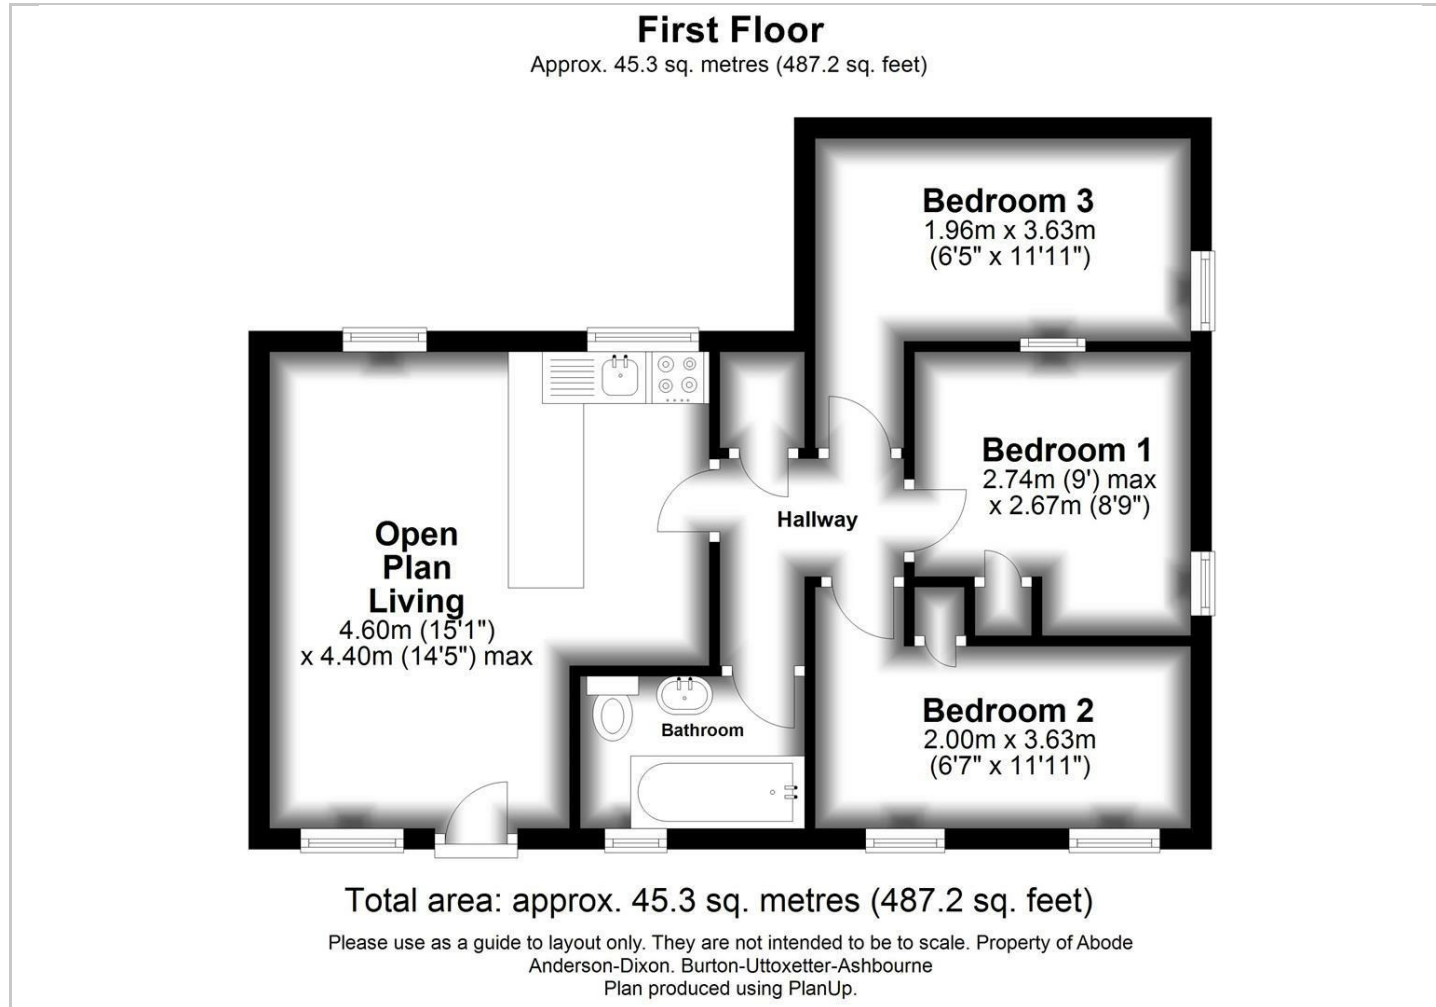 First Floor
Approx. 45.3 sq. metres (487.2 sq. feet)
Bedroom 3
1.96m x 3.63m
(6'5" x 11'11")
Bedroom 1
2.74m (9') max
x 2.67m (8'9")
Hallway
Open
Plan
Living
4.60m (15'1")
x 4.40m (14'5") max
Bathroom
Bedroom 2
2.00m x 3.63m
(6'7" x 11'11")
Total area: approx. 45.3 sq. metres (487.2 sq. feet)
Please use as a guide to layout only. They are not intended to be to scale. Property of Abode
Anderson-Dixon. Burton-Uttoxetter-Ashbourne
Plan produced using PlanUp.